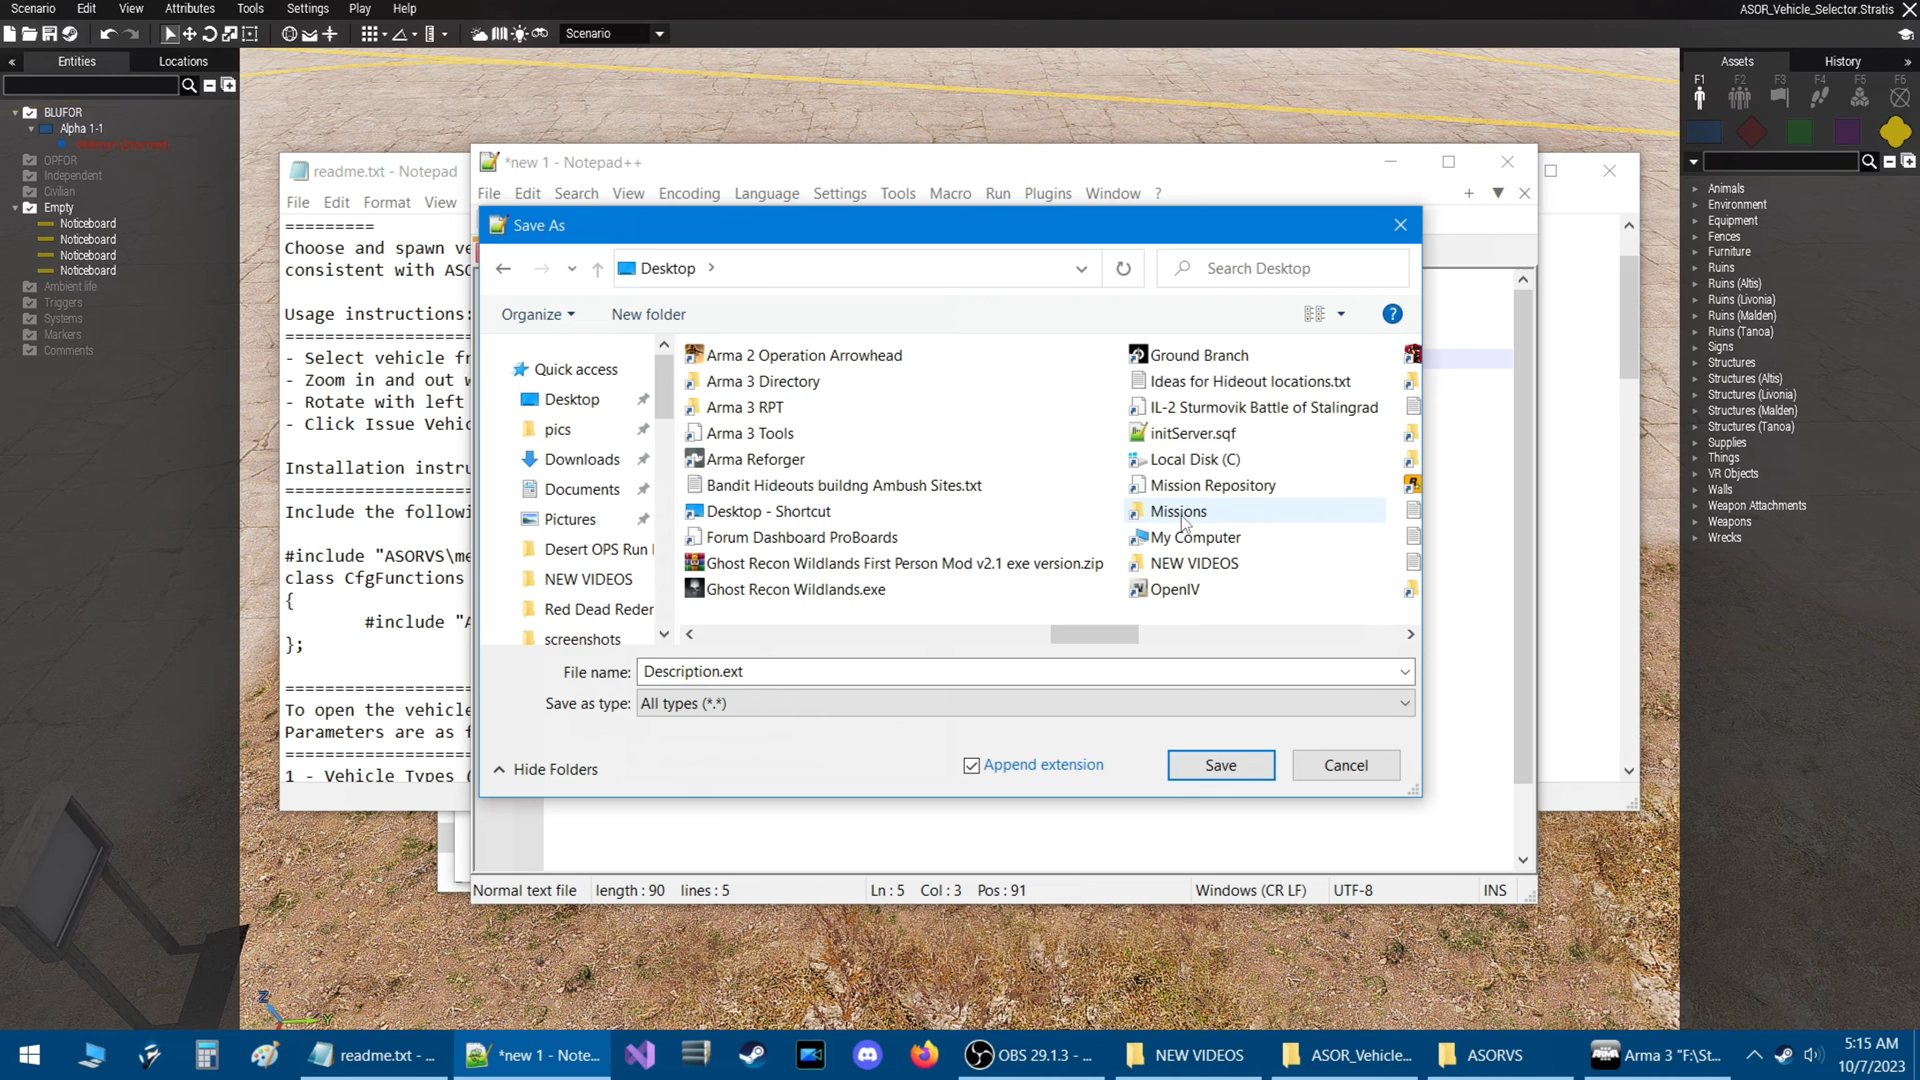 Scenario Edit View Attributes Tools Settings Play Help
ASOR_Vehicle_Selector.Stratis
Scenario
Entities Locations
BLUFOR
Alpha 1-1
OPFOR
Independent
Civilian
Empty
Noticeboard
Noticeboard
Noticeboard
Noticeboard
Ambient life
Triggers
Systems
Markers
Comments
readme.txt - Notepad
File Edit Format View
=========
Choose and spawn ve
consistent with ASO
Usage instructions:
- Select vehicle fr
- Zoom in and out w
- Rotate with left
- Click Issue Vehic
Installation instru
Include the followi
#include "ASORVS\me
class CfgFunctions
{
#include "A
};
To open the vehicle
Parameters are as f
1 - Vehicle Types (
*new 1 - Notepad++
File Edit Search View Encoding Language Settings Tools Macro Run Plugins Window ?
Save As
Desktop
Search Desktop
Organize New folder
Quick access
Desktop
pics
Downloads
Documents
Pictures
Desert OPS Run
NEW VIDEOS
Red Dead Reder
screenshots
Arma 2 Operation Arrowhead
Arma 3 Directory
Arma 3 RPT
Arma 3 Tools
Arma Reforger
Bandit Hideouts buildng Ambush Sites.txt
Desktop - Shortcut
Forum Dashboard ProBoards
Ghost Recon Wildlands First Person Mod v2.1 exe version.zip
Ghost Recon Wildlands.exe
Ground Branch
Ideas for Hideout locations.txt
IL-2 Sturmovik Battle of Stalingrad
initServer.sqf
Local Disk (C)
Mission Repository
Missions
My Computer
NEW VIDEOS
OpenIV
File name: Description.ext
Save as type: All types (*.*)
Hide Folders
Append extension
Save
Cancel
Normal text file length : 90 lines : 5 Ln : 5 Col : 3 Pos : 91 Windows (CR LF) UTF-8 INS
Assets History
F1 F2 F3 F4 F5 F6
Animals
Environment
Equipment
Fences
Furniture
Ruins
Ruins (Altis)
Ruins (Livonia)
Ruins (Malden)
Ruins (Tanoa)
Signs
Structures
Structures (Altis)
Structures (Livonia)
Structures (Malden)
Structures (Tanoa)
Supplies
Things
VR Objects
Walls
Weapon Attachments
Weapons
Wrecks
Z
Y
readme.txt - ...
*new 1 - Note...
OBS 29.1.3 - ...
NEW VIDEOS
ASOR_Vehicle...
ASORVS
Arma 3 "F:\St...
5:15 AM
10/7/2023